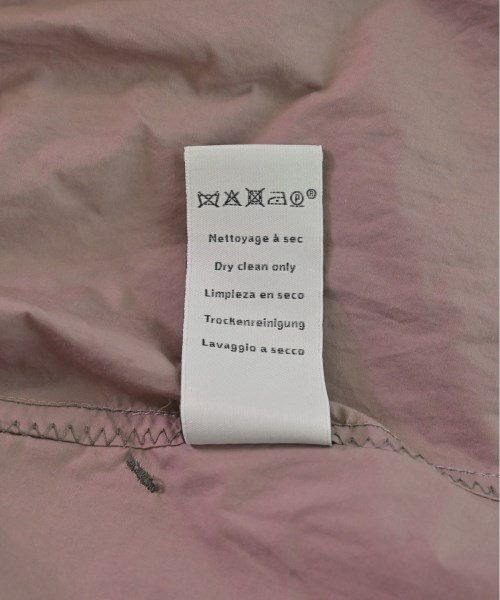 P ®
Nettoyage à sec
Dry clean only
Limpieza en seco
Trockenreinigung
Lavaggio a secco